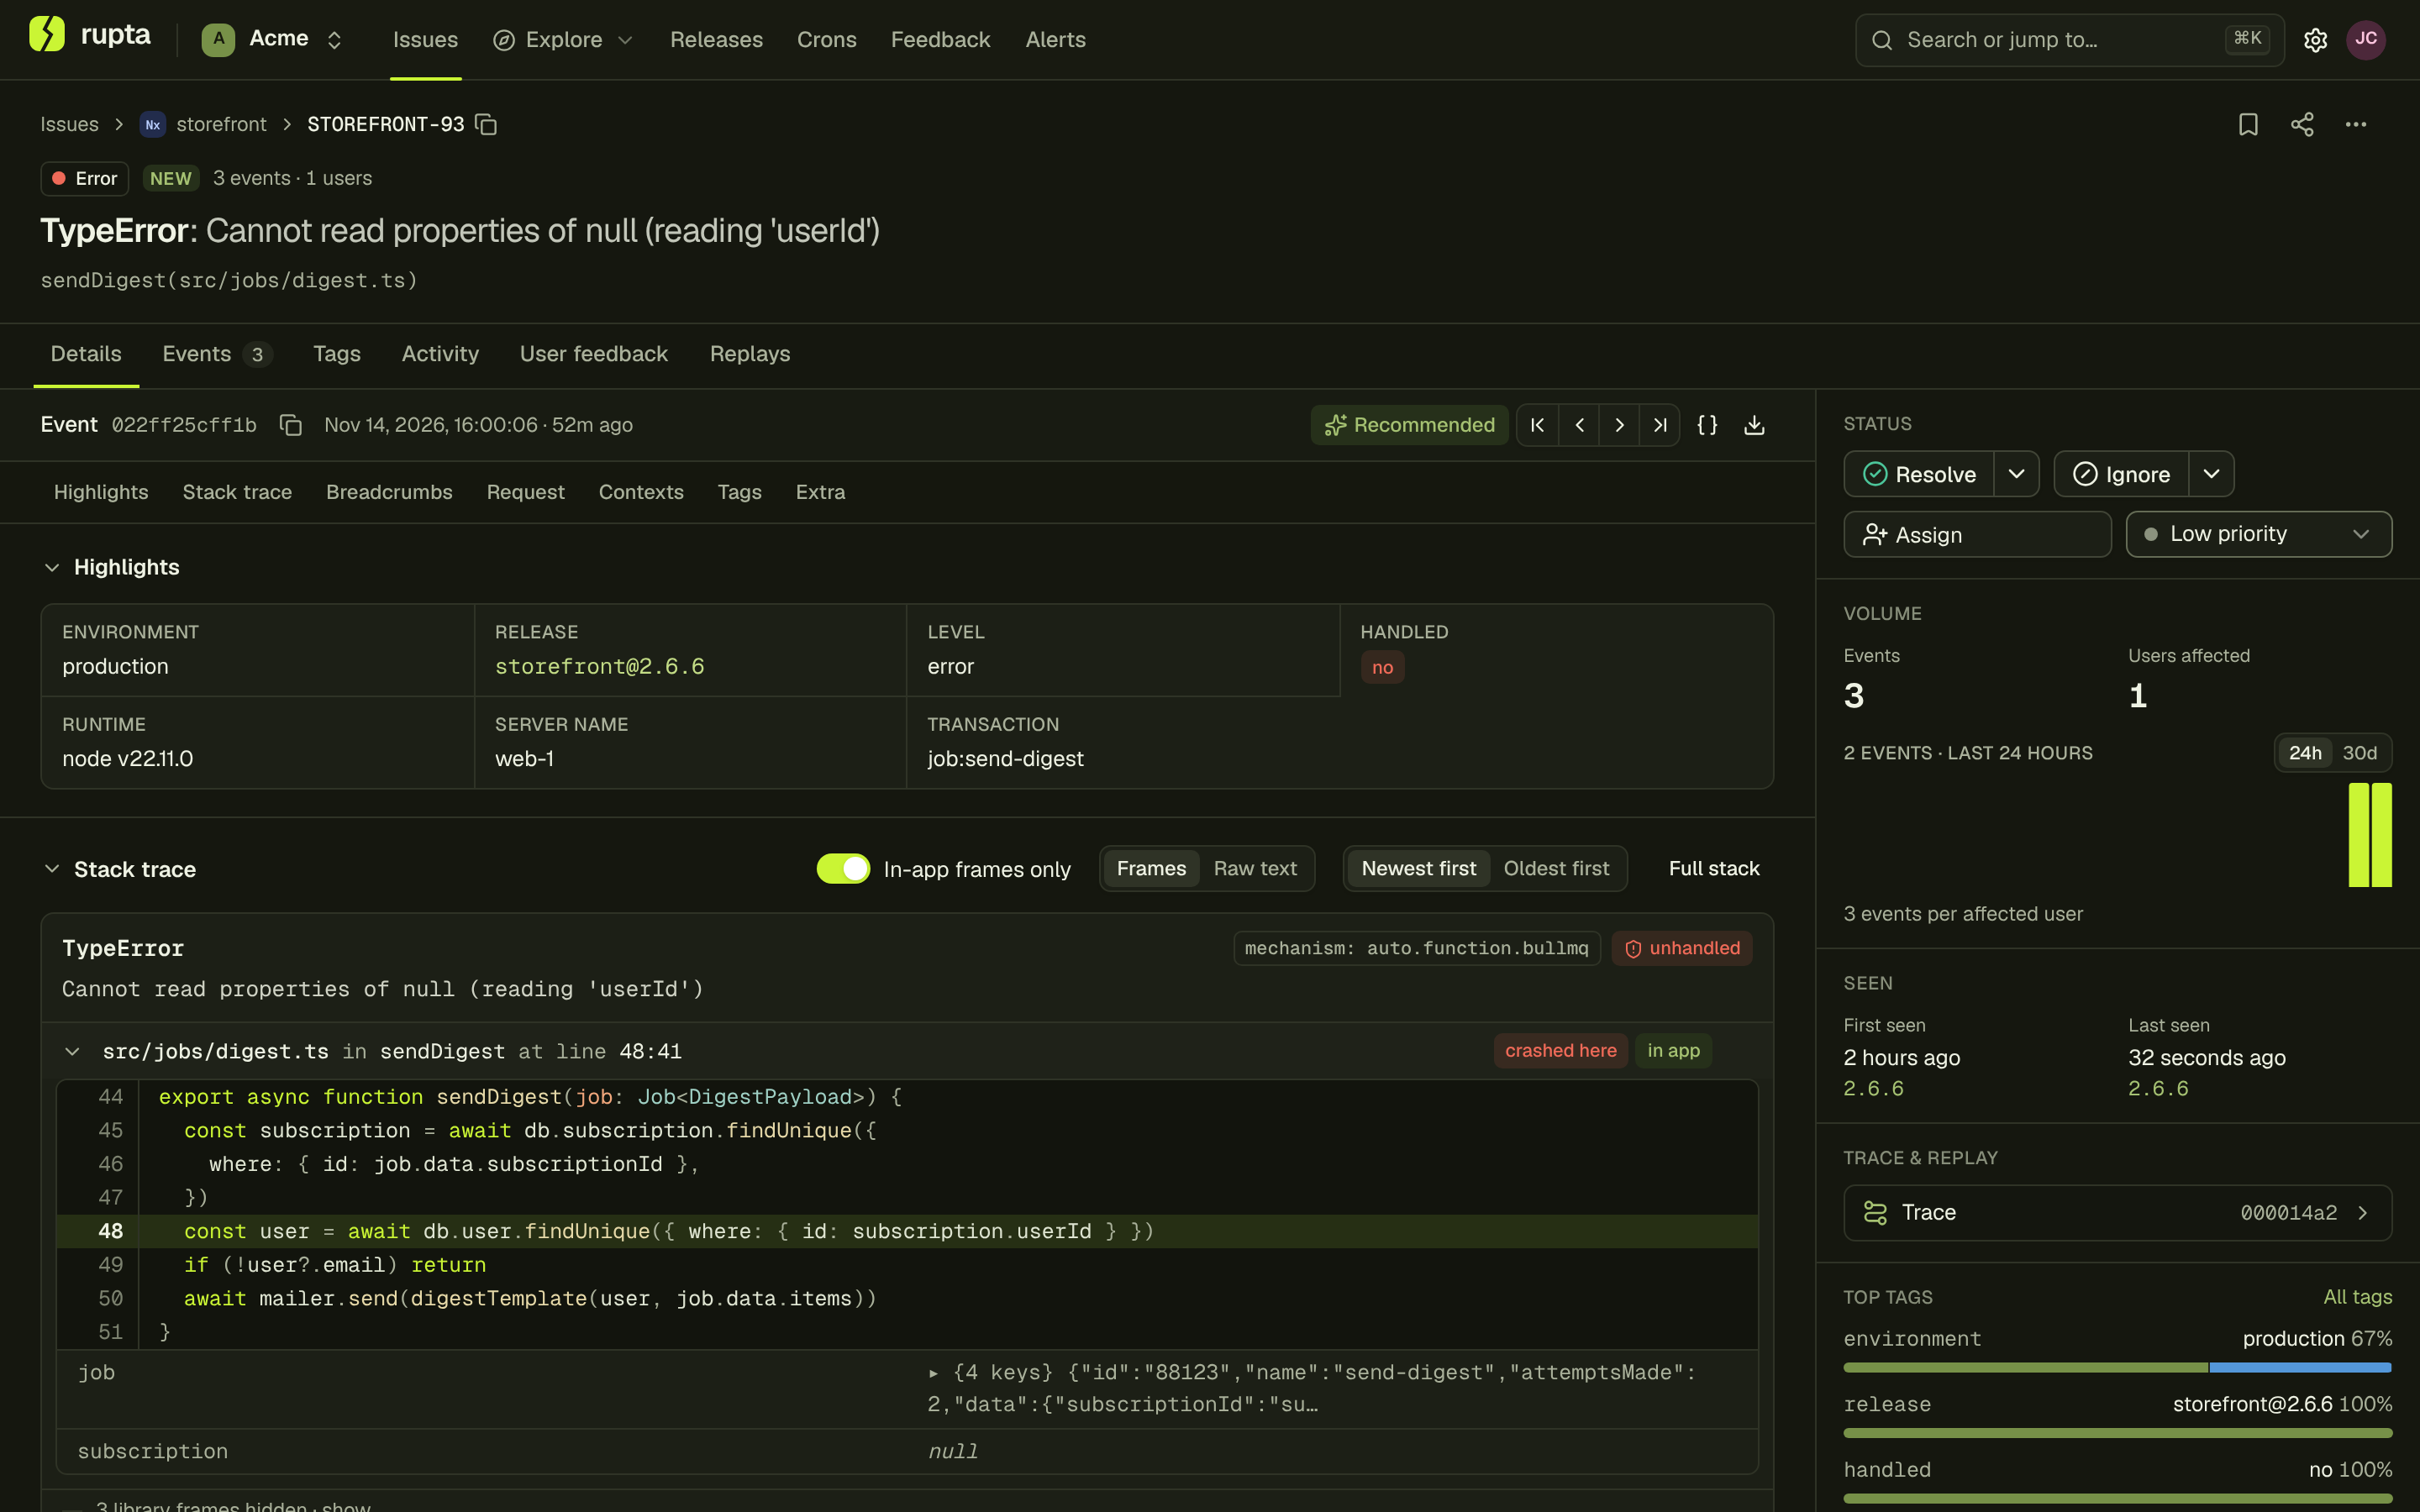 rupta
A Acme
Issues Explore Releases Crons Feedback Alerts
Search or jump to… ⌘K
JC
Issues > Nx storefront > STOREFRONT-93
Error NEW 3 events · 1 users
TypeError: Cannot read properties of null (reading 'userId')
sendDigest(src/jobs/digest.ts)
Details Events 3 Tags Activity User feedback Replays
Event 022ff25cff1b Nov 14, 2026, 16:00:06 · 52m ago
Recommended
Highlights Stack trace Breadcrumbs Request Contexts Tags Extra
Highlights
ENVIRONMENT RELEASE LEVEL HANDLED
production storefront@2.6.6 error no
RUNTIME SERVER NAME TRANSACTION
node v22.11.0 web-1 job:send-digest
Stack trace
In-app frames only Frames Raw text Newest first Oldest first Full stack
TypeError
mechanism: auto.function.bullmq unhandled
Cannot read properties of null (reading 'userId')
src/jobs/digest.ts in sendDigest at line 48:41 crashed here in app
44 export async function sendDigest(job: Job<DigestPayload>) {
45 const subscription = await db.subscription.findUnique({
46 where: { id: job.data.subscriptionId },
47 })
48 const user = await db.user.findUnique({ where: { id: subscription.userId } })
49 if (!user?.email) return
50 await mailer.send(digestTemplate(user, job.data.items))
51 }
job ▸ {4 keys} {"id":"88123","name":"send-digest","attemptsMade":
2,"data":{"subscriptionId":"su…
subscription null
3 library frames hidden · show
STATUS
Resolve Ignore
Assign Low priority
VOLUME
Events Users affected
3 1
2 EVENTS · LAST 24 HOURS 24h 30d
3 events per affected user
SEEN
First seen Last seen
2 hours ago 32 seconds ago
2.6.6 2.6.6
TRACE & REPLAY
Trace 000014a2
TOP TAGS All tags
environment production 67%
release storefront@2.6.6 100%
handled no 100%